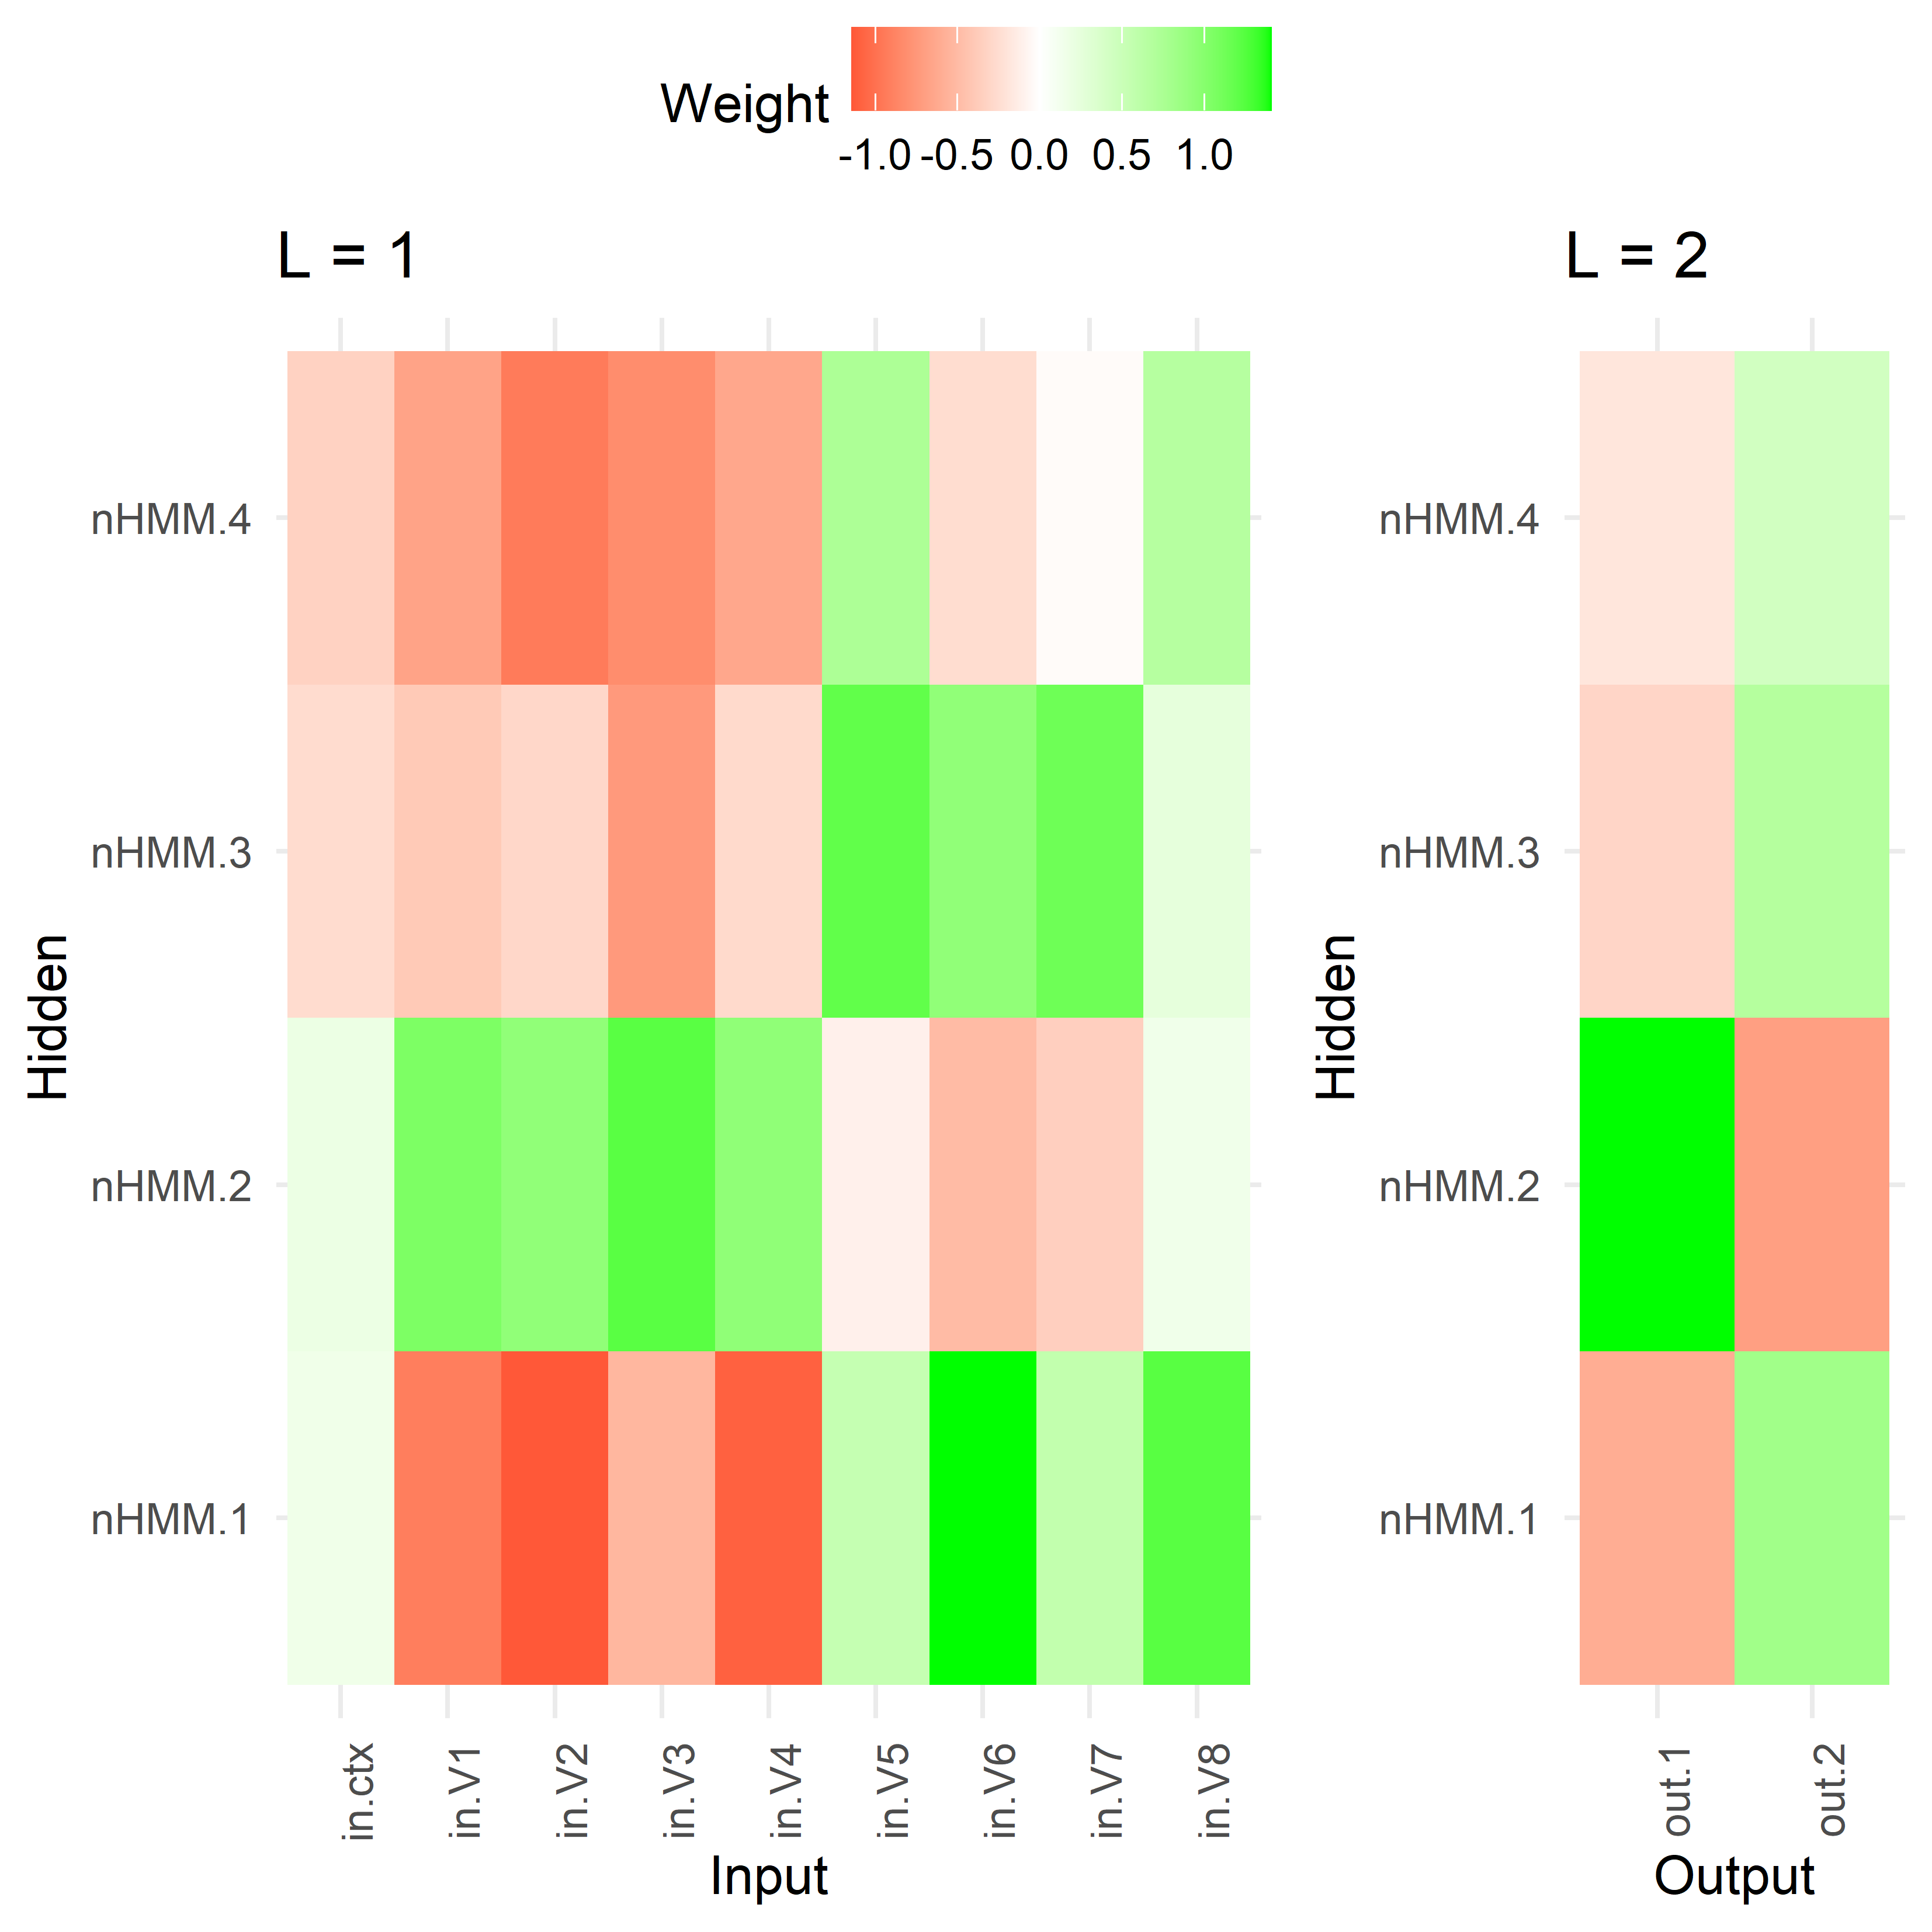 Weight
-1.0 -0.5 0.0 0.5 1.0
L = 1
L = 2
Hidden
nHMM.4
nHMM.3
nHMM.2
nHMM.1
in.ctx
in.V1
in.V2
in.V3
in.V4
in.V5
in.V6
in.V7
in.V8
Input
Hidden
nHMM.4
nHMM.3
nHMM.2
nHMM.1
out.1
out.2
Output